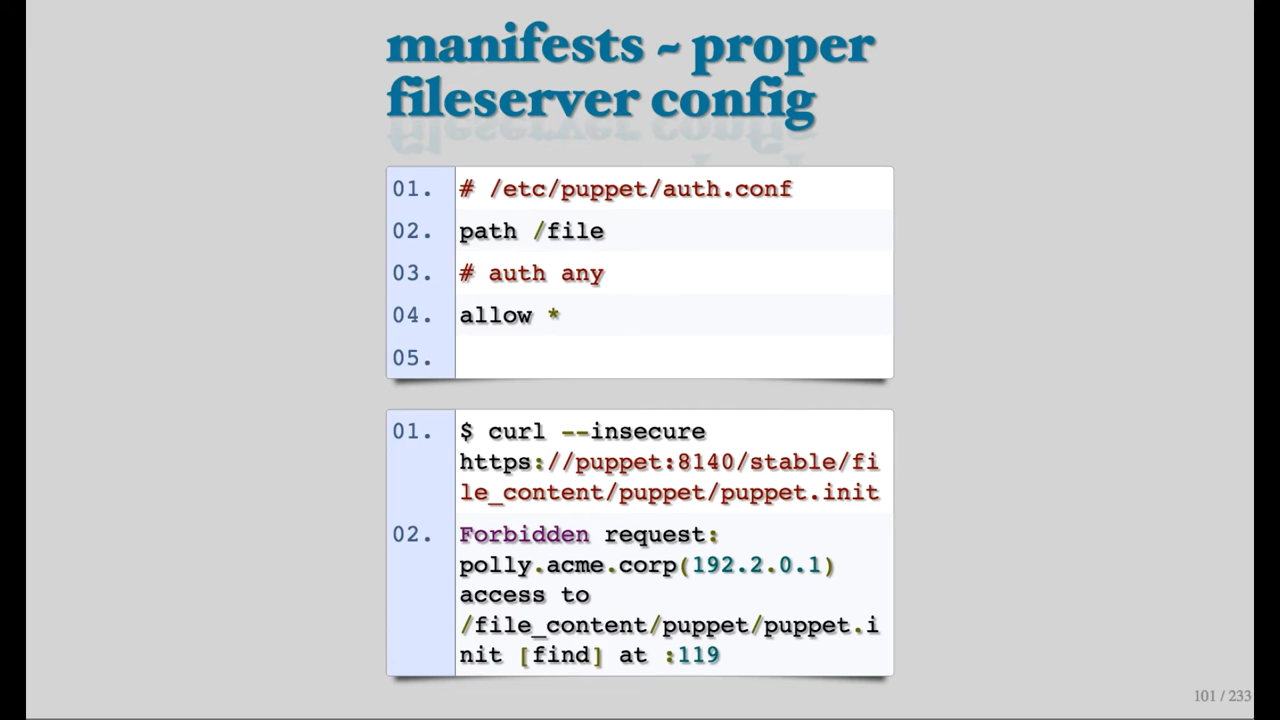 manifests ~ proper
fileserver config
01. # /etc/puppet/auth.conf
02. path /file
03. # auth any
04. allow *
05.
01. $ curl --insecure
https://puppet:8140/stable/fi
le_content/puppet/puppet.init
02. Forbidden request:
polly.acme.corp(192.2.0.1)
access to
/file_content/puppet/puppet.i
nit [find] at :119
101 / 233